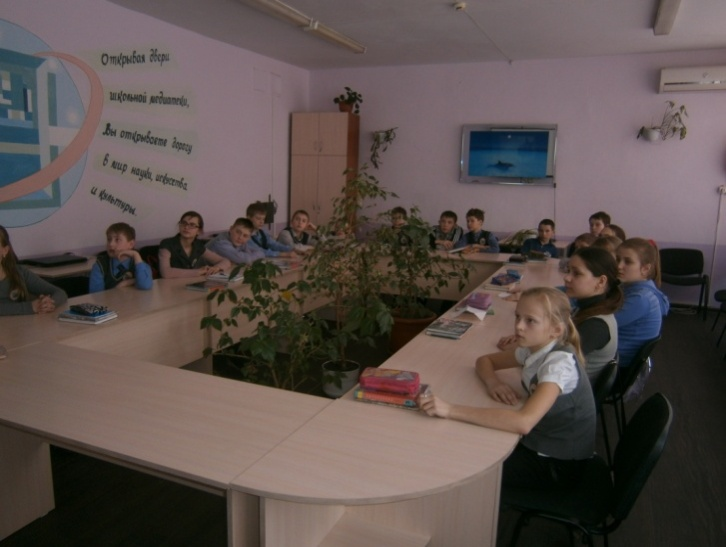 Открывая двери
школьной медиатеки,
Вы открываете дорогу
в мир науки, искусства
и культуры.